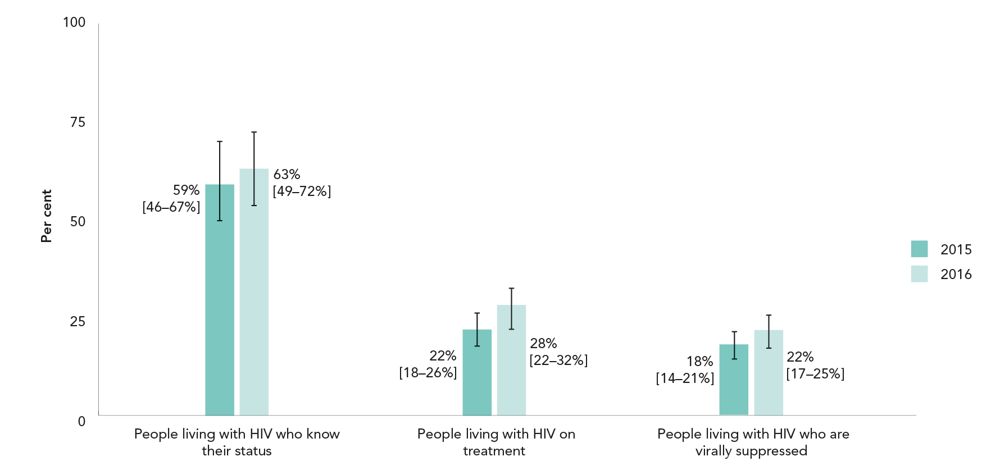 100
75
50
25
0
Per cent
59%
[46–67%]
63%
[49–72%]
22%
[18–26%]
28%
[22–32%]
18%
[14–21%]
22%
[17–25%]
2015
2016
People living with HIV who know
their status
People living with HIV on
treatment
People living with HIV who are
virally suppressed